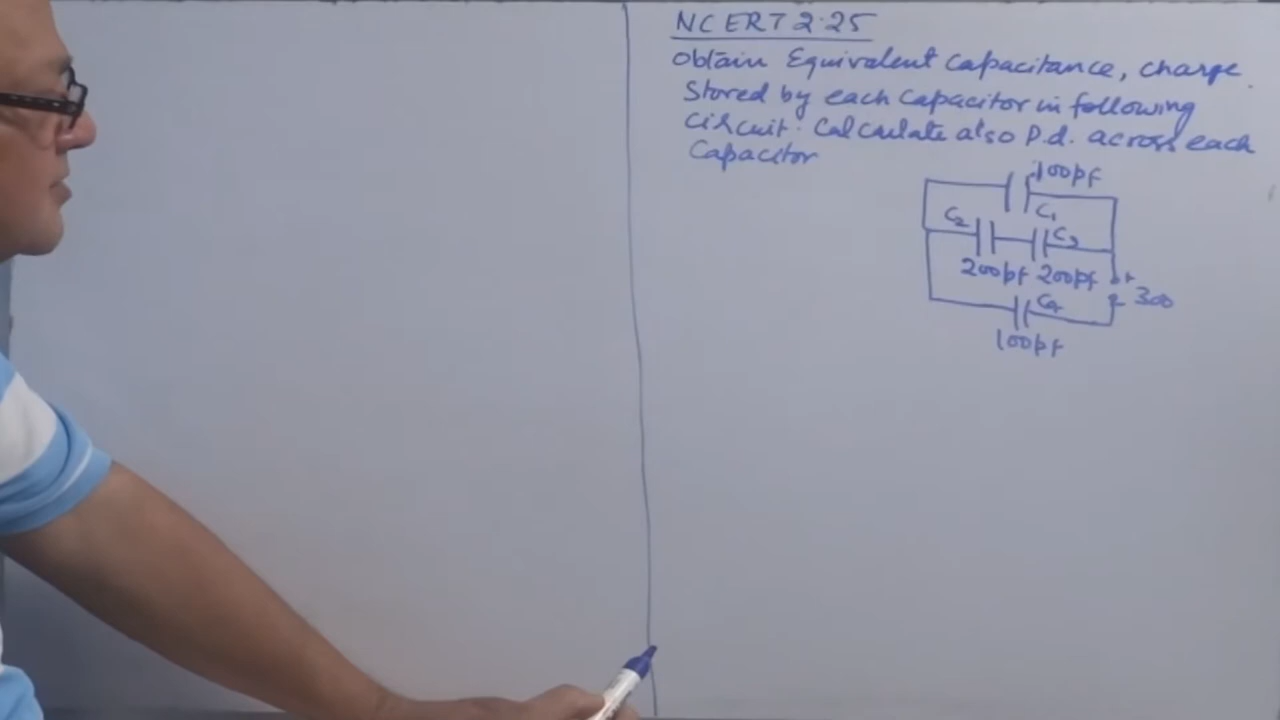 NCERT 2.25
Obtain Equivalent Capacitance, charge
Stored by each Capacitor in following
circuit. Calculate also P.d. across each
Capacitor
100pf
C1
C2
C3
200pf 200pf
+
300
C4
100pf